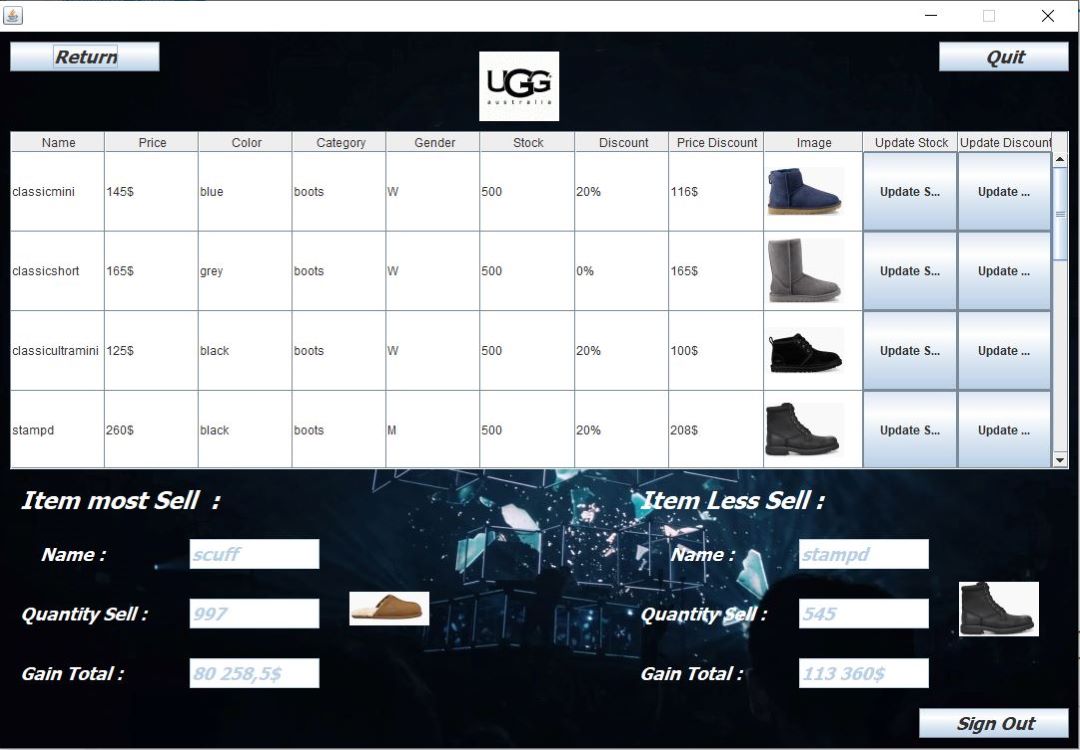 Return
Quit
UGG
australia
Name Price Color Category Gender Stock Discount Price Discount Image Update Stock Update Discount
classicmini 145$ blue boots W 500 20% 116$ Update S... Update ...
classicshort 165$ grey boots W 500 0% 165$ Update S... Update ...
classicultramini 125$ black boots W 500 20% 100$ Update S... Update ...
stampd 260$ black boots M 500 20% 208$ Update S... Update ...
Item most Sell : Item Less Sell :
Name : scuff Name : stampd
Quantity Sell : 997 Quantity Sell : 545
Gain Total : 80 258,5$ Gain Total : 113 360$
Sign Out